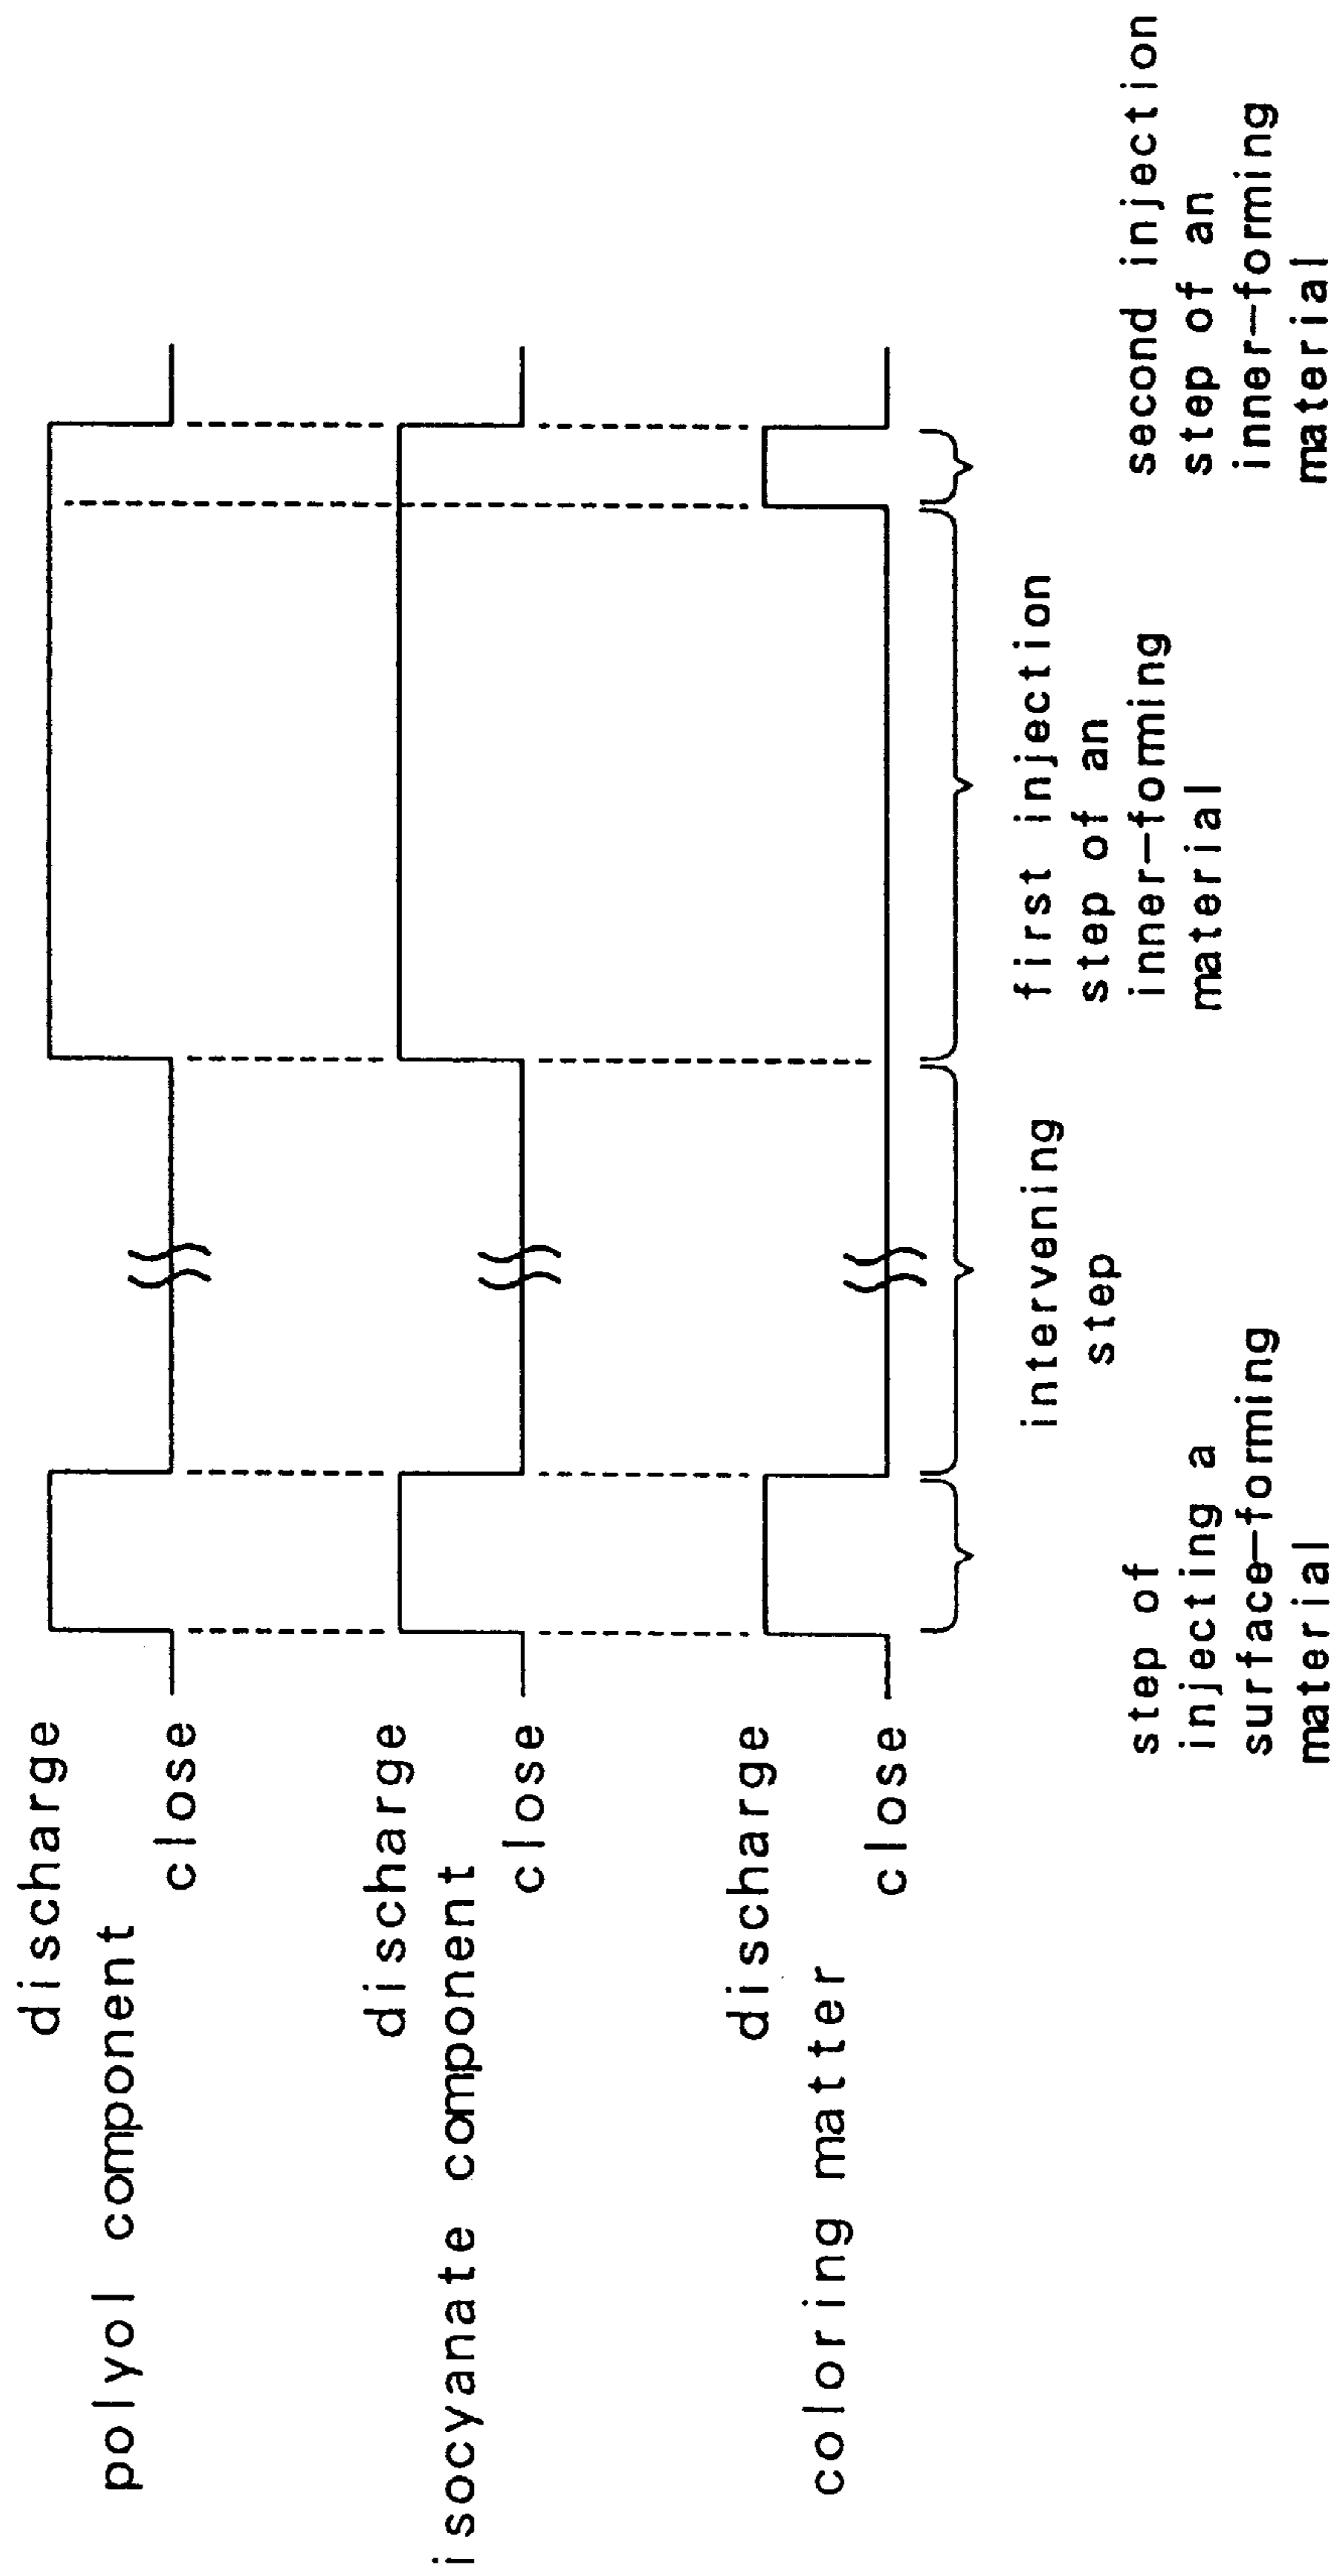 discharge
polyol component
close
discharge
isocyanate component
close
discharge
coloring matter
close
step of
injecting a
surface-forming
material
intervening
step
first injection
step of an
inner-forming
material
second injection
step of an
inner-forming
material